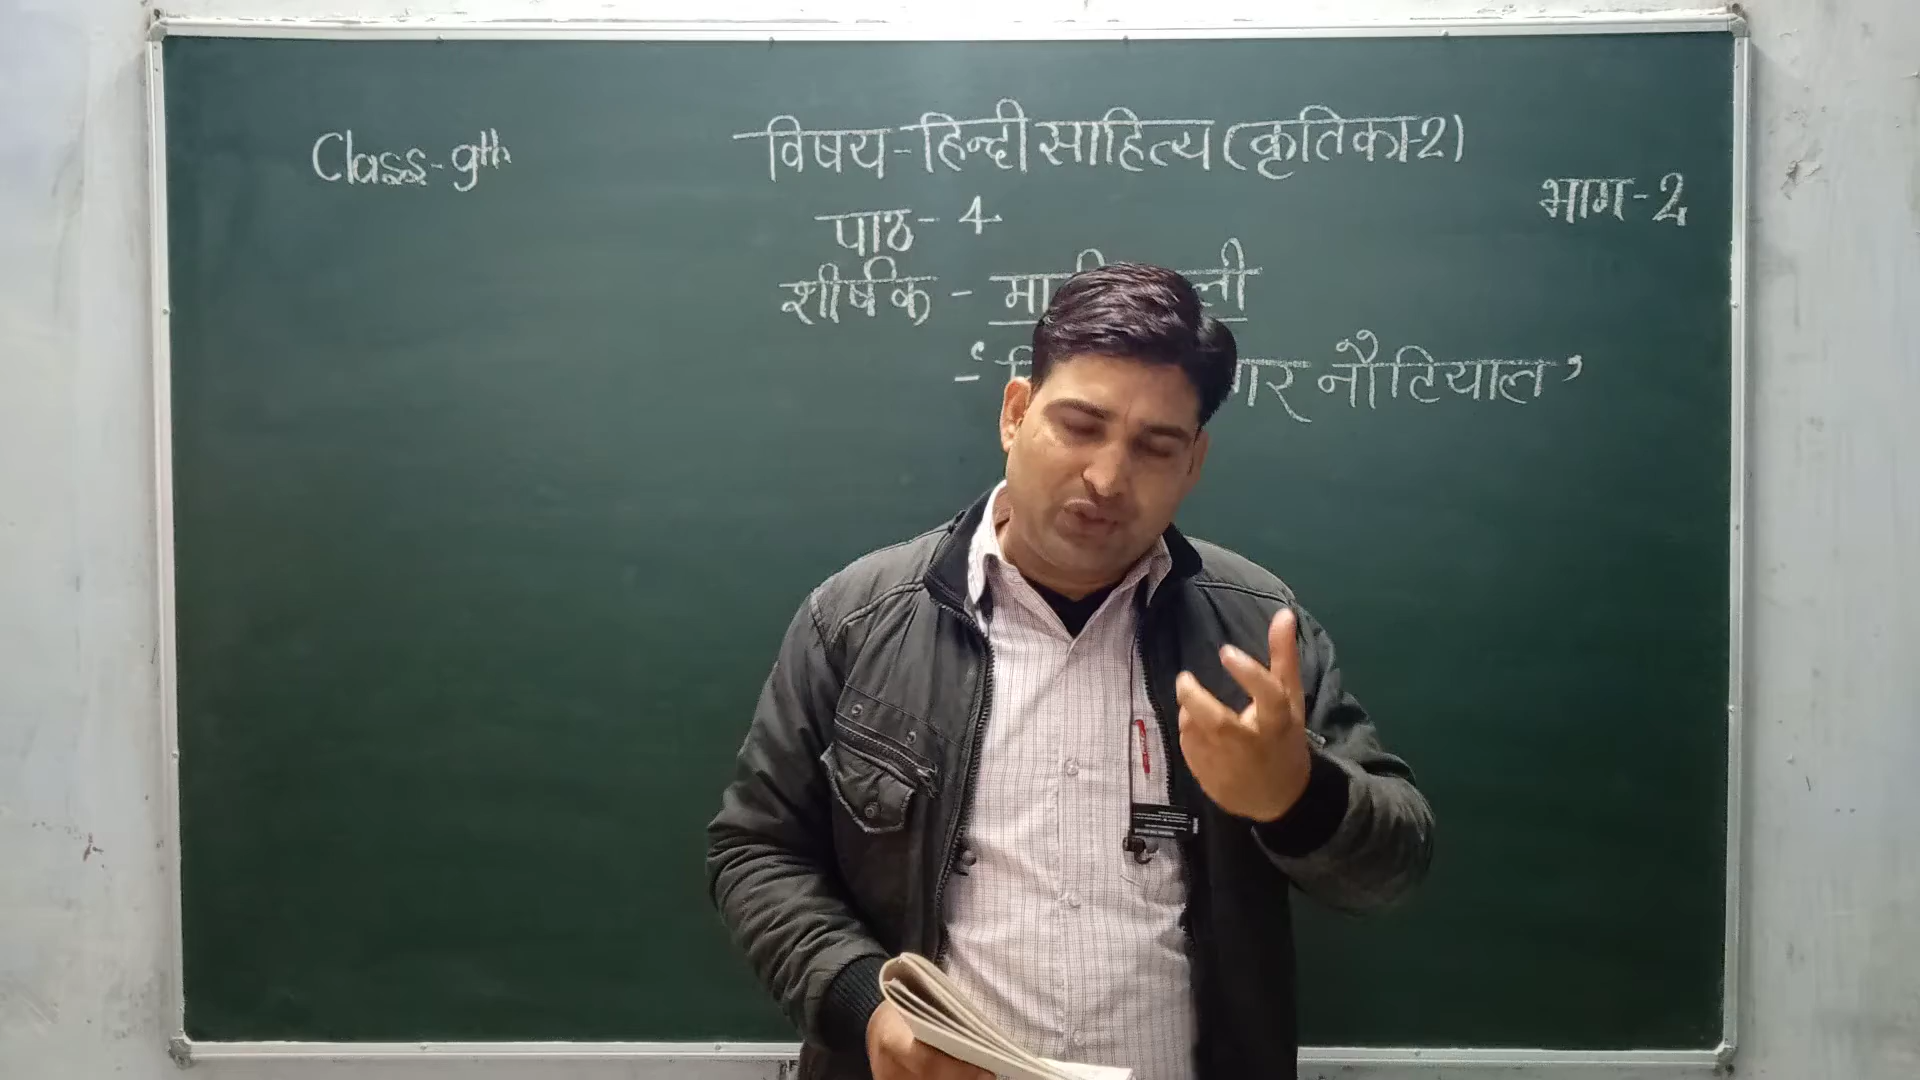 Class-9th
विषय-हिन्दी साहित्य (कृतिका-2)
भाग-2
पाठ-4
शीर्षक -
नौटियाल’